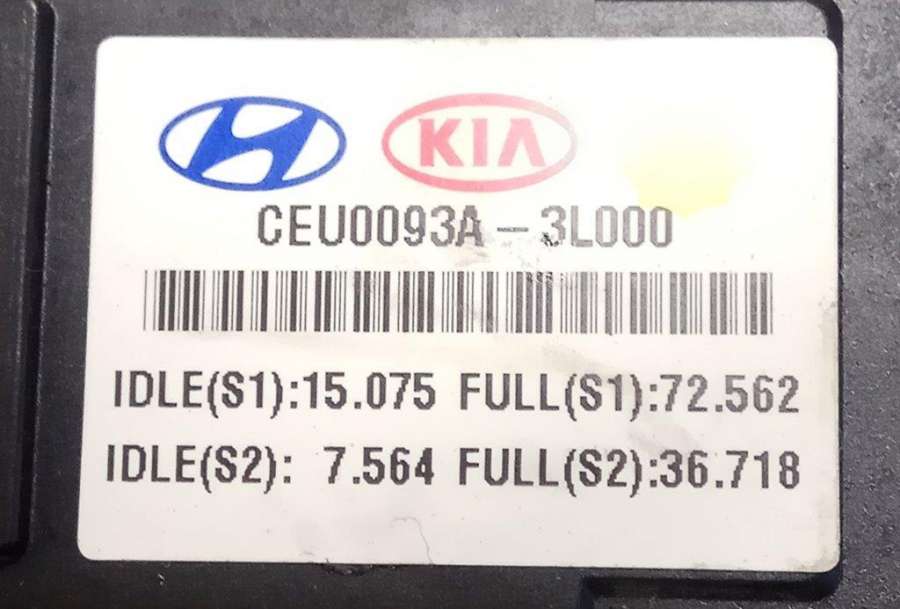 KIA
CEU0093A-3L000
IDLE(S1):15.075 FULL(S1):72.562
IDLE(S2): 7.564 FULL(S2):36.718